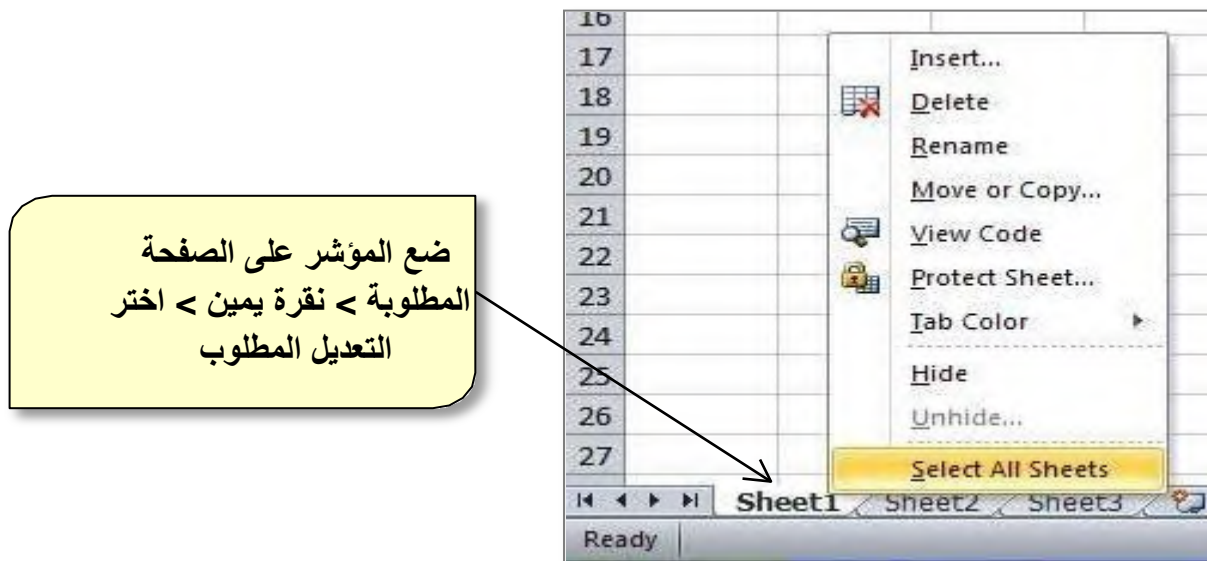 ضع المؤشر على الصفحة
المطلوبة > نقرة يمين > اختر
التعديل المطلوب
16
17
18
19
20
21
22
23
24
25
26
27
Insert...
Delete
Rename
Move or Copy...
View Code
Protect Sheet...
Tab Color
Hide
Unhide...
Select All Sheets
Sheet1 Sheet2 Sheet3
Ready